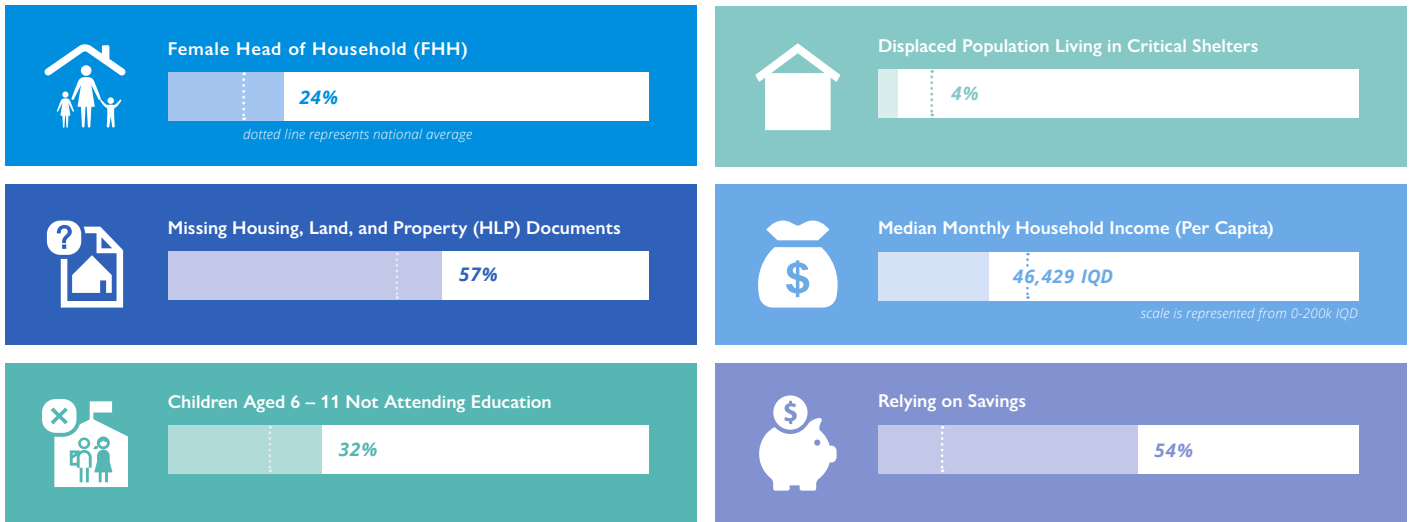 Female Head of Household (FHH)
24%
dotted line represents national average
Displaced Population Living in Critical Shelters
4%
?
Missing Housing, Land, and Property (HLP) Documents
57%
$
Median Monthly Household Income (Per Capita)
46,429 IQD
scale is represented from 0-200k IQD
Children Aged 6 – 11 Not Attending Education
32%
$
Relying on Savings
54%